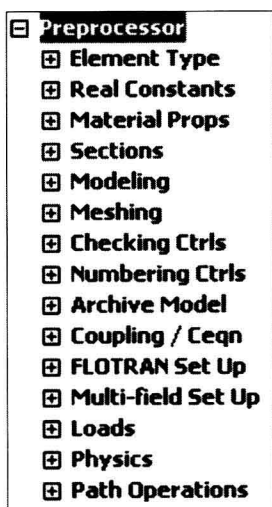 Preprocessor
Element Type
Real Constants
Material Props
Sections
Modeling
Meshing
Checking Ctrls
Numbering Ctrls
Archive Model
Coupling / Ceqn
FLOTRAN Set Up
Multi-field Set Up
Loads
Physics
Path Operations